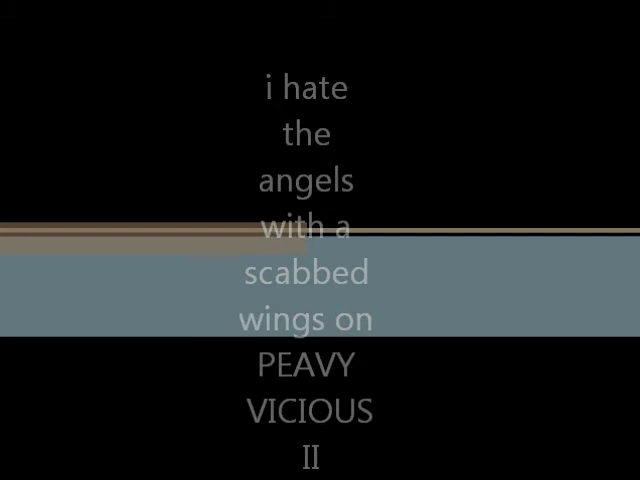 i hate
the
angels
with a
scabbed
wings on
PEAVY
VICIOUS
II